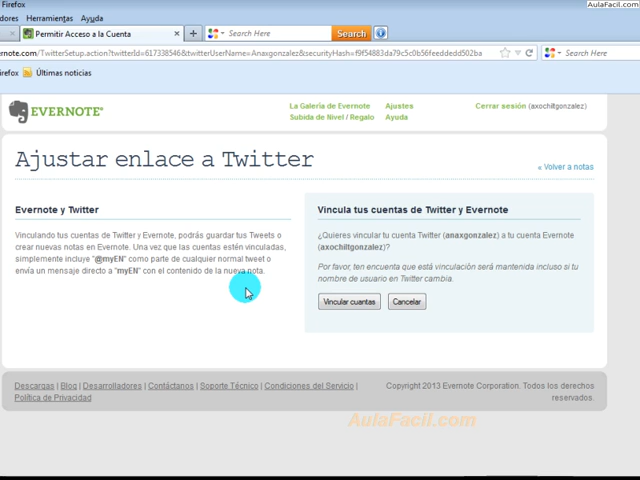 Firefox
AulaFacil.com
dores Herramientas Ayuda
Permitir Acceso a la Cuenta × + Search Here Search
ernote.com/TwitterSetup.action?twitterId=617338546&twitterUserName=Anaxgonzalez&securityHash=f9f54883da79c5c0b56feeddedd502ba Search Here
irefox Últimas noticias
EVERNOTE
La Galería de Evernote Ajustes Cerrar sesión (axochiltgonzalez)
Subida de Nivel / Regalo Ayuda
Ajustar enlace a Twitter
« Volver a notas
Evernote y Twitter
Vinculando tus cuentas de Twitter y Evernote, podrás guardar tus Tweets o
crear nuevas notas en Evernote. Una vez que las cuentas estén vinculadas,
simplemente incluye "@myEN" como parte de cualquier normal tweet o
envía un mensaje directo a "myEN" con el contenido de la nueva nota.
Vincula tus cuentas de Twitter y Evernote
¿Quieres vincular tu cuenta Twitter (anaxgonzalez) a tu cuenta Evernote
(axochiltgonzalez)?
Por favor, ten encuenta que está vinculación será mantenida incluso si tu
nombre de usuario en Twitter cambia.
Vincular cuantas Cancelar
Descargas | Blog | Desarrolladores | Contáctanos | Soporte Técnico | Condiciones del Servicio |
Política de Privacidad
Copyright 2013 Evernote Corporation. Todos los derechos
reservados.
AulaFacil.com